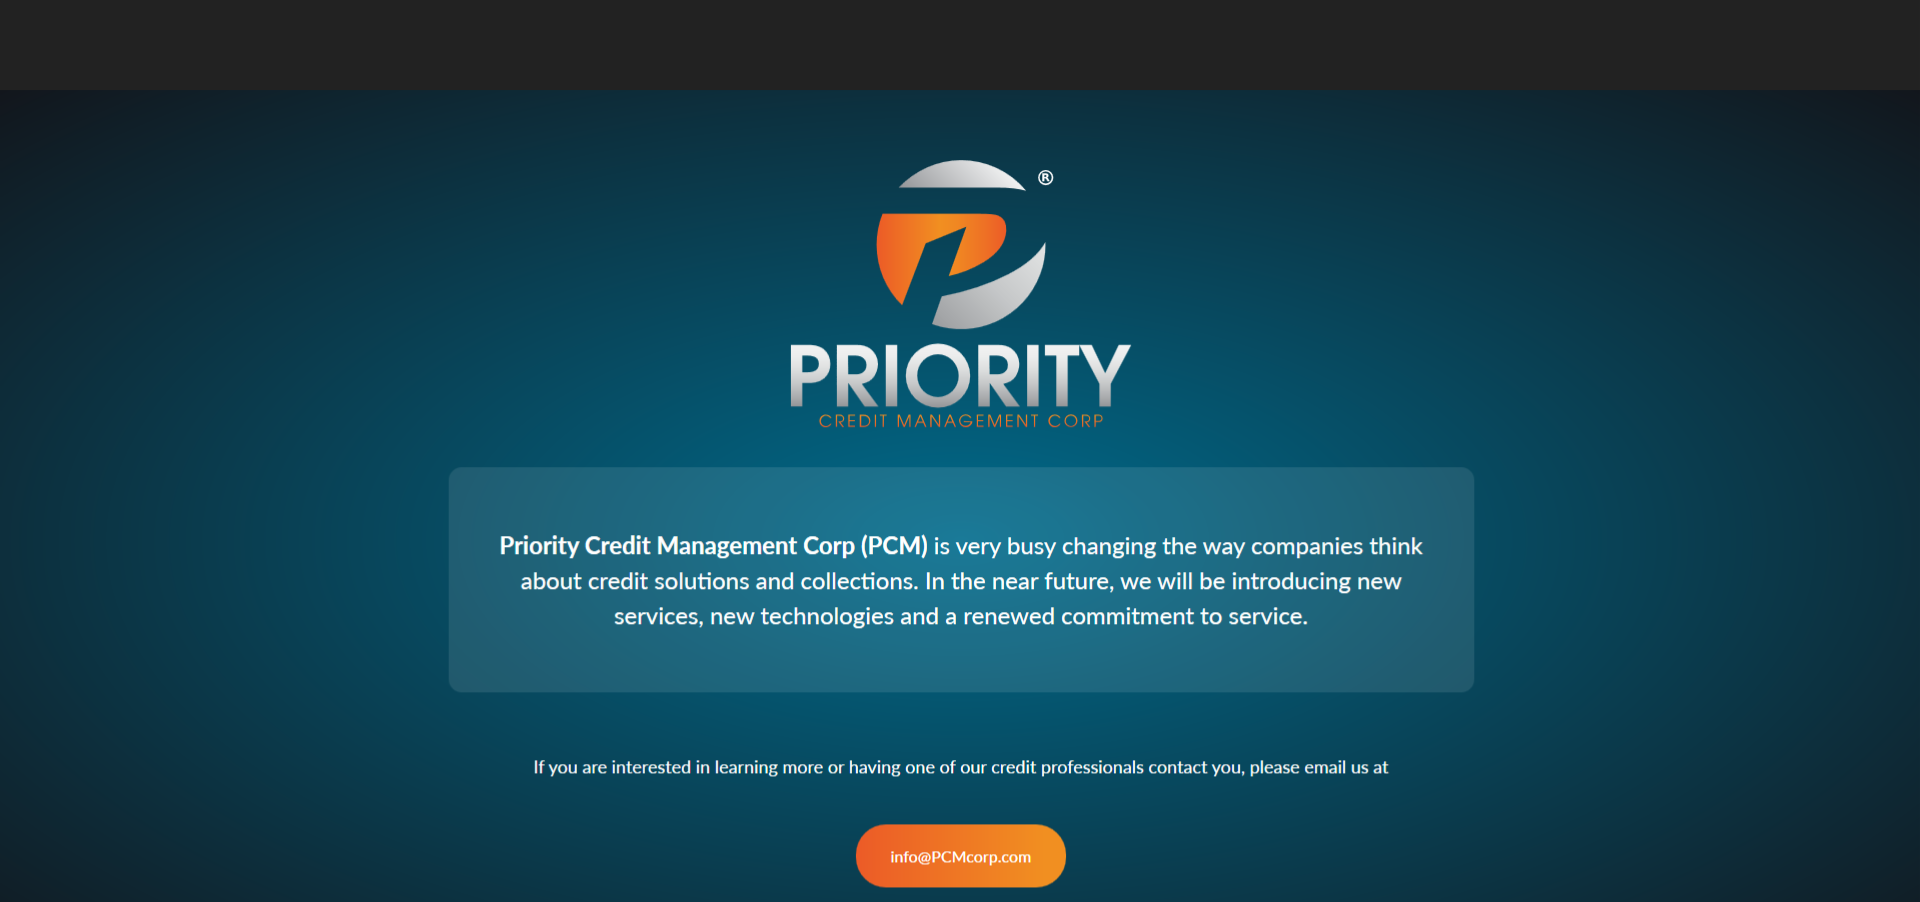 ®
PRIORITY
CREDIT MANAGEMENT CORP
Priority Credit Management Corp (PCM) is very busy changing the way companies think
about credit solutions and collections. In the near future, we will be introducing new
services, new technologies and a renewed commitment to service.
If you are interested in learning more or having one of our credit professionals contact you, please email us at
info@PCMcorp.com